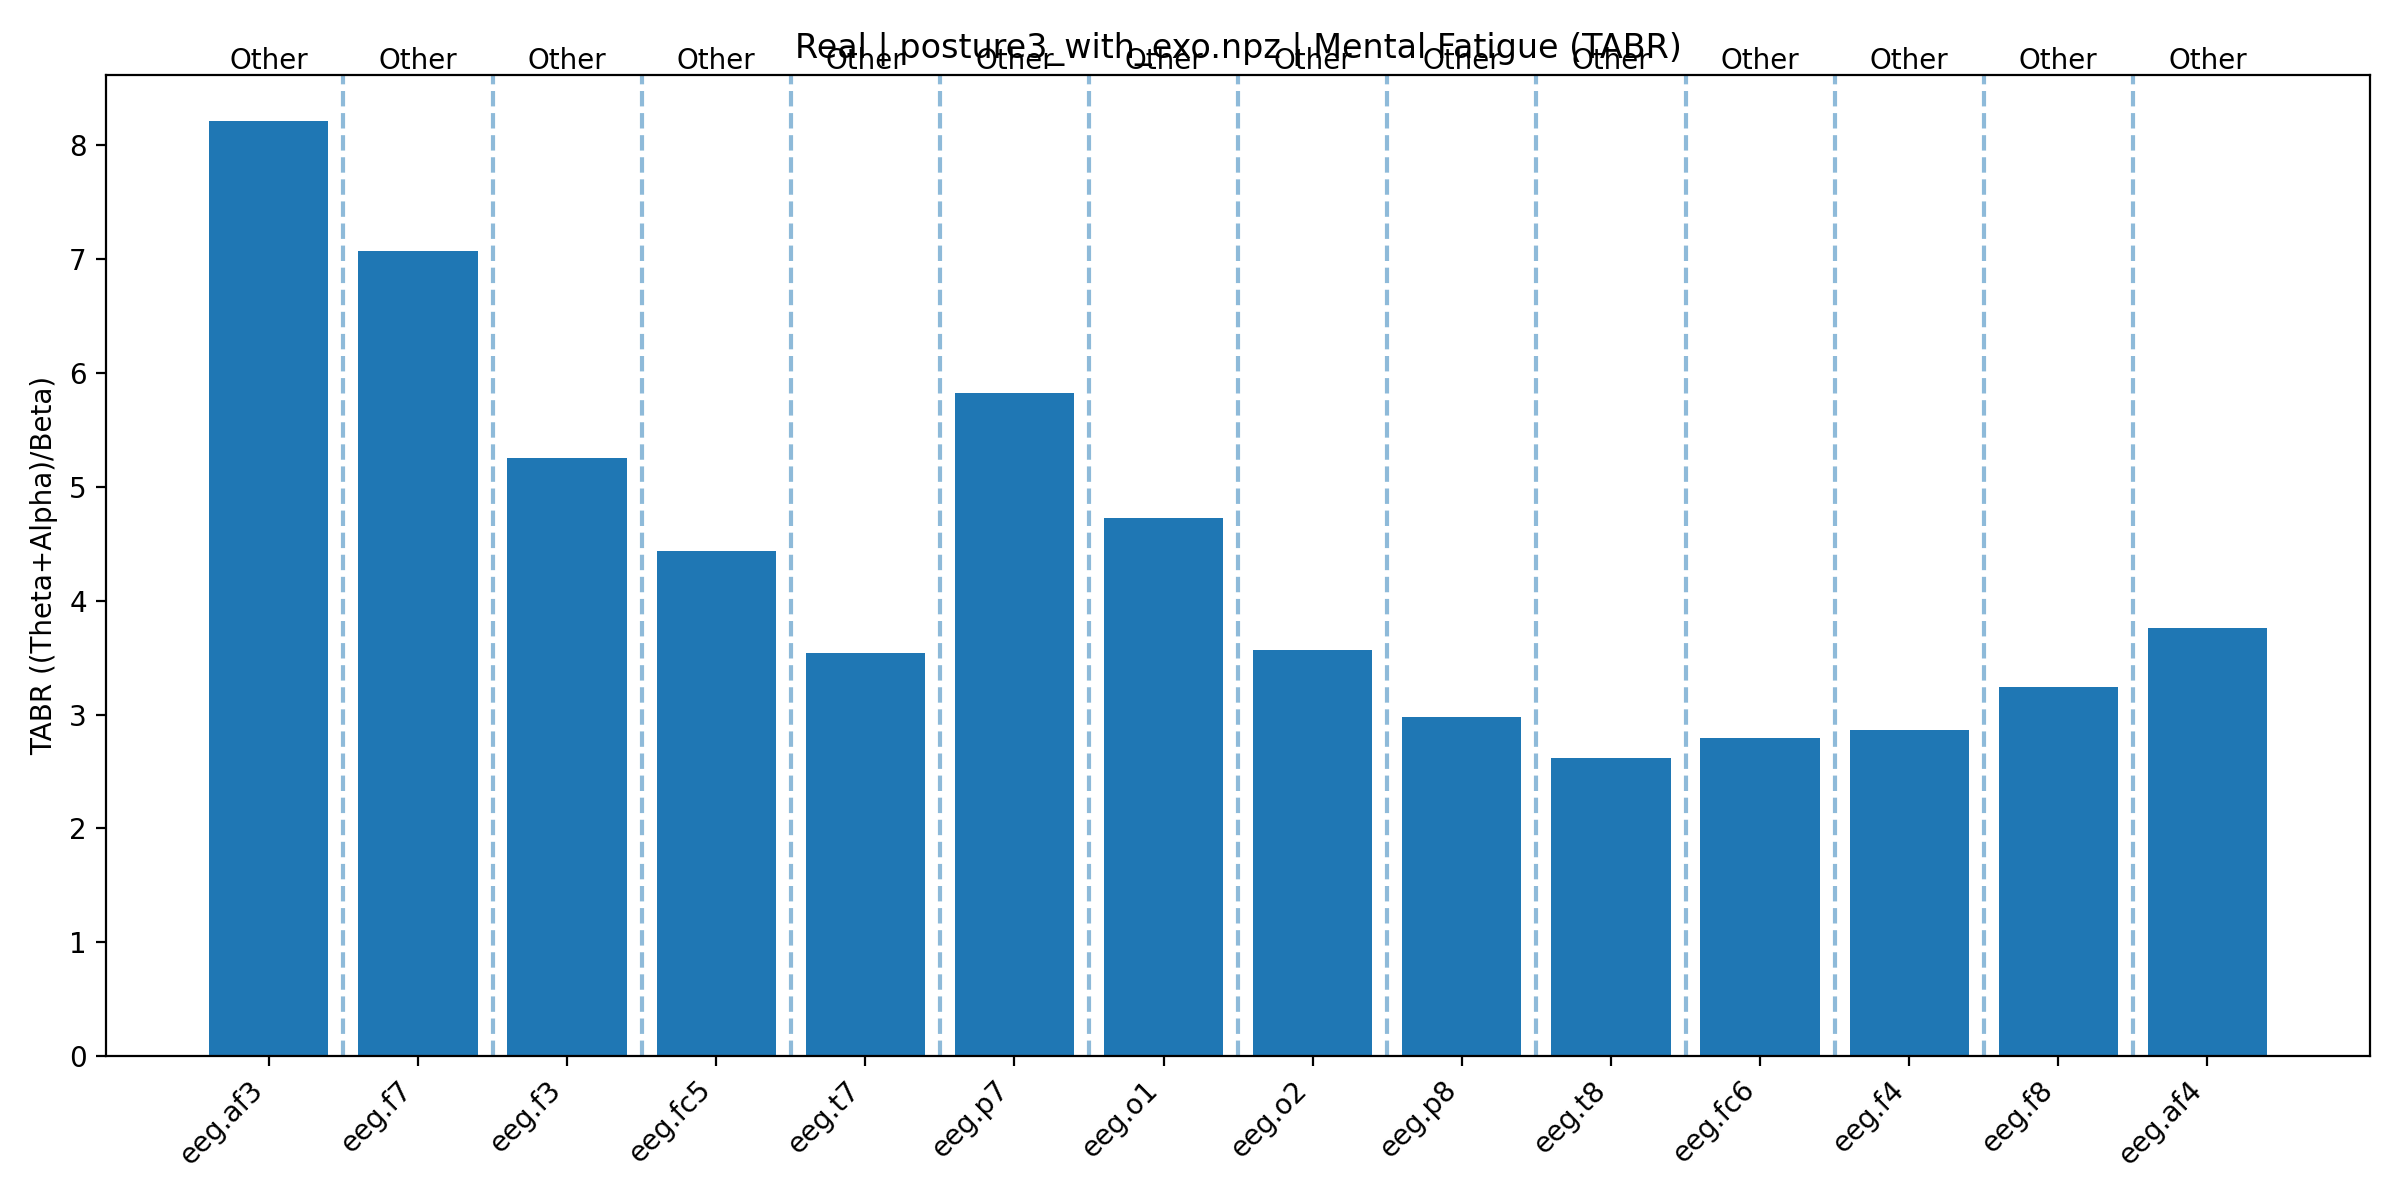 Real | posture3_with_exo.npz | Mental Fatigue (TABR)
Other Other Other Other Other Other Other Other Other Other Other Other Other Other
TABR ((Theta+Alpha)/Beta)
8
7
6
5
4
3
2
1
0
eeg.af3 eeg.f7 eeg.f3 eeg.fc5 eeg.t7 eeg.p7 eeg.o1 eeg.o2 eeg.p8 eeg.t8 eeg.fc6 eeg.f4 eeg.f8 eeg.af4